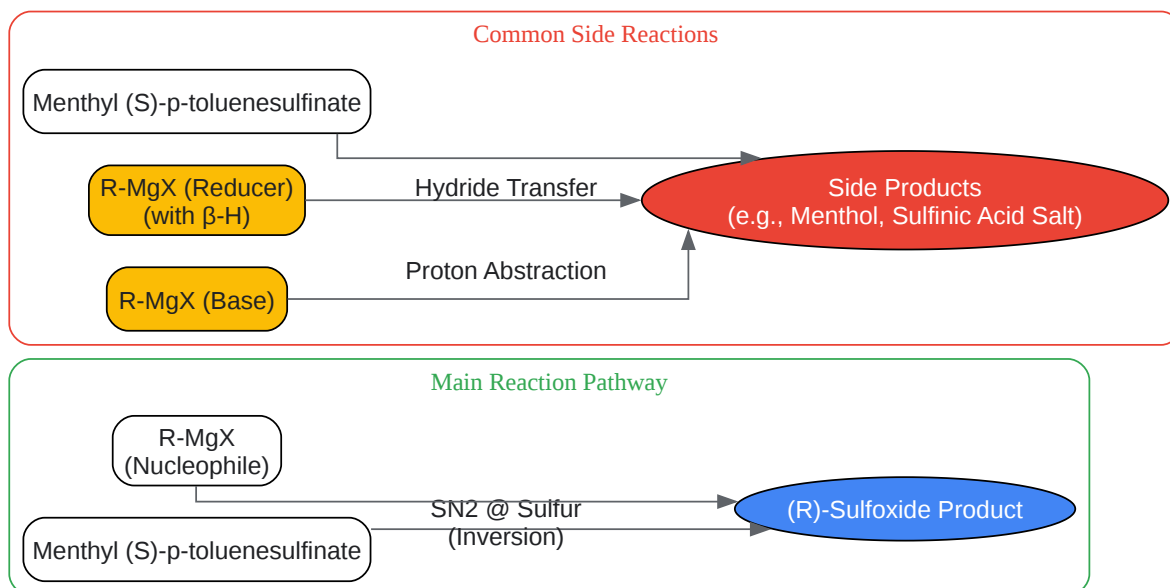 Common Side Reactions
Menthyl (S)-p-toluenesulfinate
R-MgX (Reducer)
(with β-H)
Hydride Transfer
Side Products
(e.g., Menthol, Sulfinic Acid Salt)
Proton Abstraction
R-MgX (Base)
Main Reaction Pathway
R-MgX
(Nucleophile)
SN2 @ Sulfur
(Inversion)
(R)-Sulfoxide Product
Menthyl (S)-p-toluenesulfinate